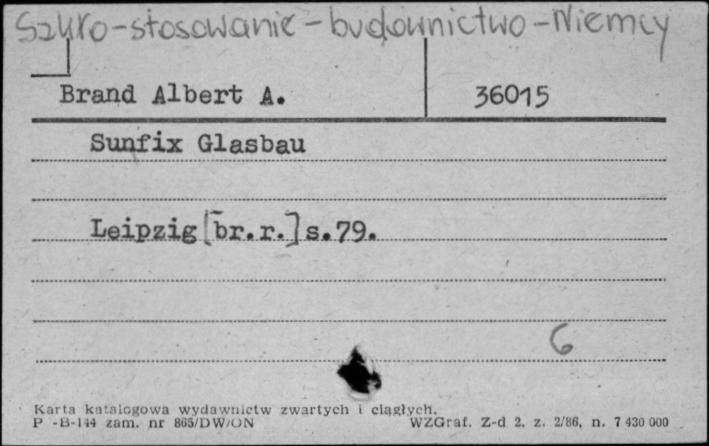 Szkło-stosowanie-budownictwo-Niemcy
Brand Albert A. 36015
Sunfix Glasbau
Leipzig [br.r.] s.79.
6
Karta katalogowa wydawnictw zwartych i ciągłych.
P -B-144 zam. nr 865/DW/ON WZGraf. Z-d 2, z. 2/86, n. 7 430 000